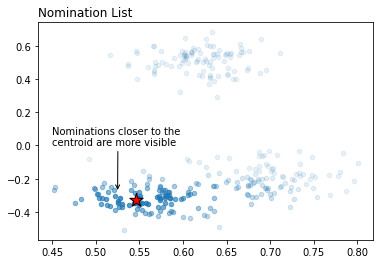 Nomination List
0.6
0.4
0.2
0.0
−0.2
−0.4
Nominations closer to the
centroid are more visible
0.45 0.50 0.55 0.60 0.65 0.70 0.75 0.80